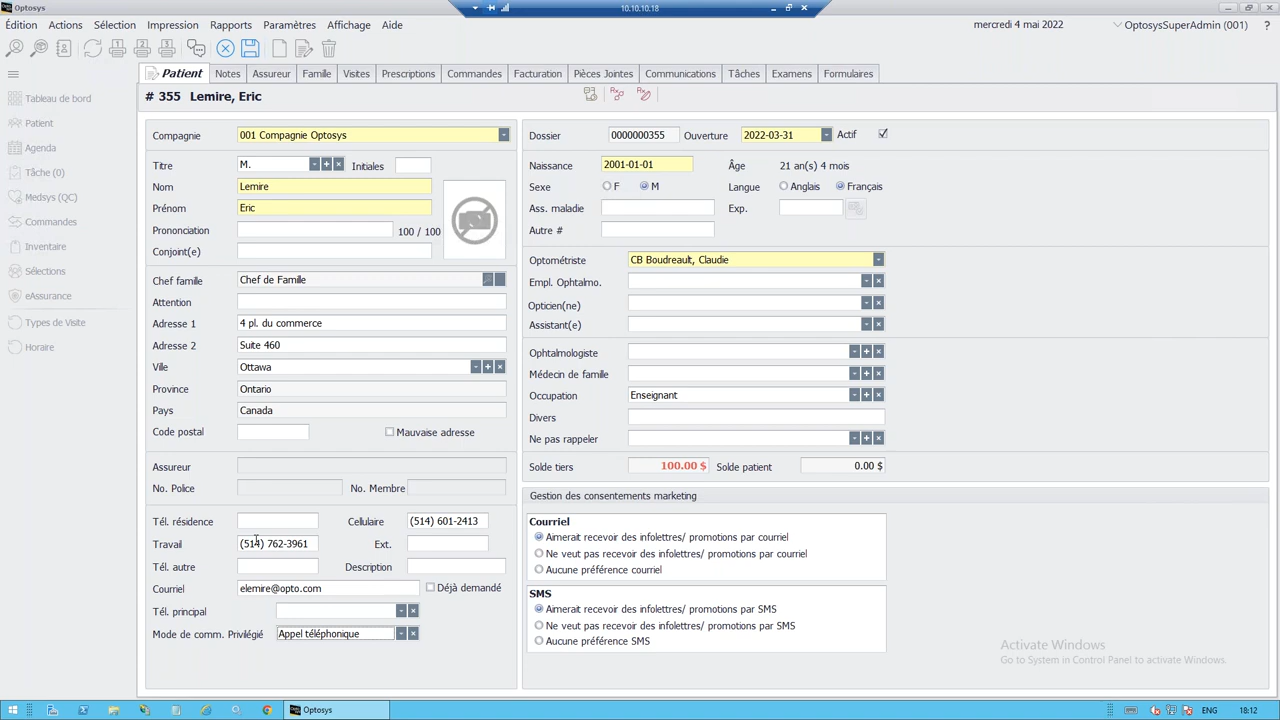 Optosys
10.10.10.18
Édition Actions Sélection Impression Rapports Paramètres Affichage Aide
mercredi 4 mai 2022
OptosysSuperAdmin (001) ?
Patient Notes Assureur Famille Visites Prescriptions Commandes Facturation Pièces Jointes Communications Tâches Examens Formulaires
# 355 Lemire, Eric
Tableau de bord
Patient
Agenda
Tâche (0)
Medsys (QC)
Commandes
Inventaire
Sélections
eAssurance
Types de Visite
Horaire
Compagnie 001 Compagnie Optosys
Titre M. Initiales
Nom Lemire
Prénom Eric
Prononciation 100 / 100
Conjoint(e)
Chef famille Chef de Famille
Attention
Adresse 1 4 pl. du commerce
Adresse 2 Suite 460
Ville Ottawa
Province Ontario
Pays Canada
Code postal Mauvaise adresse
Assureur
No. Police No. Membre
Tél. résidence Cellulaire (514) 601-2413
Travail (514) 762-3961 Ext.
Tél. autre Description
Courriel elemire@opto.com Déjà demandé
Tél. principal
Mode de comm. Privilégié Appel téléphonique
Dossier 0000000355 Ouverture 2022-03-31 Actif
Naissance 2001-01-01 Âge 21 an(s) 4 mois
Sexe F M Langue Anglais Français
Ass. maladie Exp.
Autre #
Optométriste CB Boudreault, Claudie
Empl. Ophtalmo.
Opticien(ne)
Assistant(e)
Ophtalmologiste
Médecin de famille
Occupation Enseignant
Divers
Ne pas rappeler
Solde tiers 100.00 $ Solde patient 0.00 $
Gestion des consentements marketing
Courriel
Aimerait recevoir des infolettres/ promotions par courriel
Ne veut pas recevoir des infolettres/ promotions par courriel
Aucune préférence courriel
SMS
Aimerait recevoir des infolettres/ promotions par SMS
Ne veut pas recevoir des infolettres/ promotions par SMS
Aucune préférence SMS
Activate Windows
Go to System in Control Panel to activate Windows.
Optosys
ENG 18:12